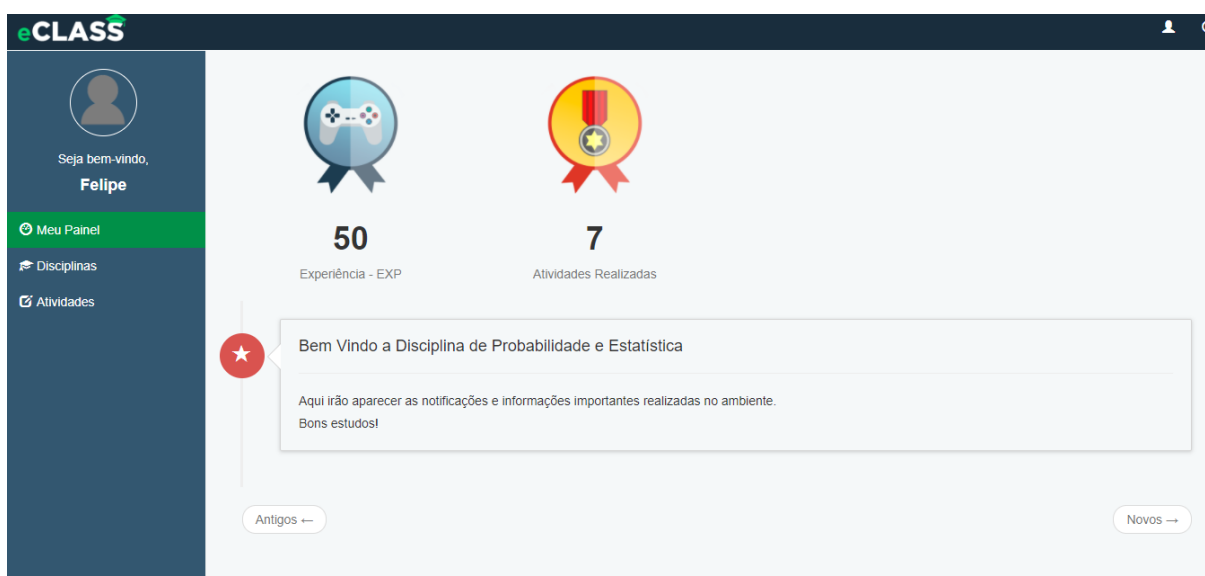 eCLASS
Seja bem-vindo,
Felipe
Meu Painel
Disciplinas
Atividades
50
Experiência - EXP
7
Atividades Realizadas
Bem Vindo a Disciplina de Probabilidade e Estatística
Aqui irão aparecer as notificações e informações importantes realizadas no ambiente.
Bons estudos!
Antigos ←
Novos →